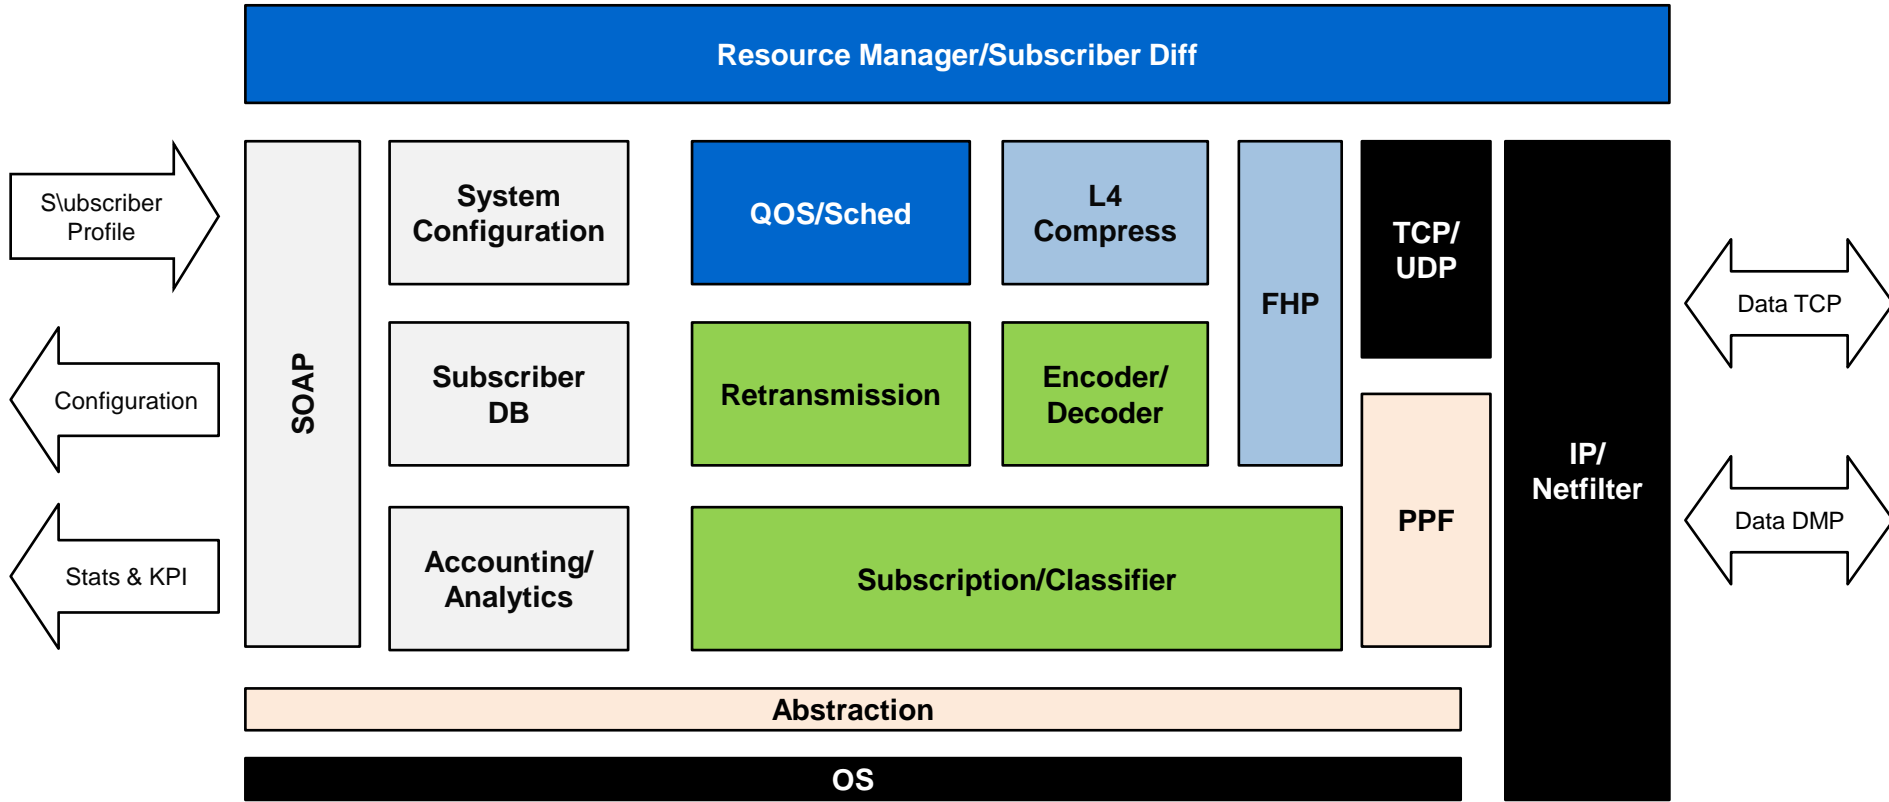 Resource Manager/Subscriber Diff
S\ubscriber
Profile
Configuration
Stats & KPI
SOAP
System
Configuration
Subscriber
DB
Accounting/
Analytics
QOS/Sched
L4
Compress
Retransmission
Encoder/
Decoder
Subscription/Classifier
FHP
TCP/
UDP
PPF
IP/
Netfilter
Data TCP
Data DMP
Abstraction
OS